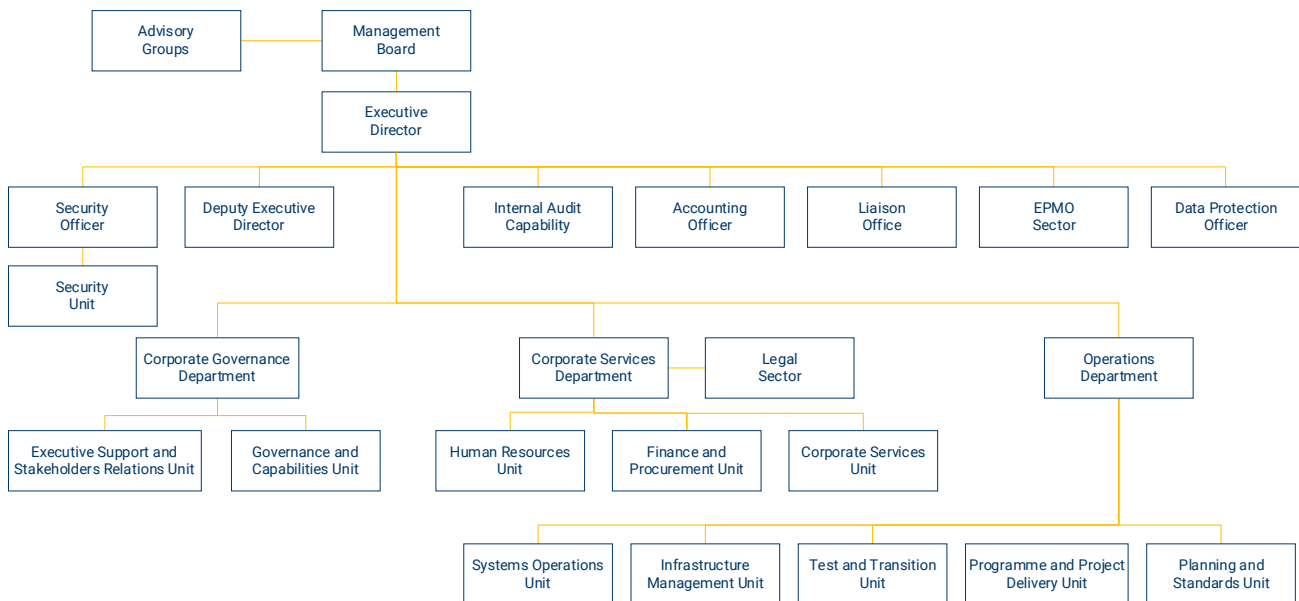 Advisory
Groups
Management
Board
Executive
Director
Security
Officer
Deputy Executive
Director
Internal Audit
Capability
Accounting
Officer
Liaison
Office
EPMO
Sector
Data Protection
Officer
Security
Unit
Corporate Governance
Department
Corporate Services
Department
Legal
Sector
Operations
Department
Executive Support and
Stakeholders Relations Unit
Governance and
Capabilities Unit
Human Resources
Unit
Finance and
Procurement Unit
Corporate Services
Unit
Systems Operations
Unit
Infrastructure
Management Unit
Test and Transition
Unit
Programme and Project
Delivery Unit
Planning and
Standards Unit